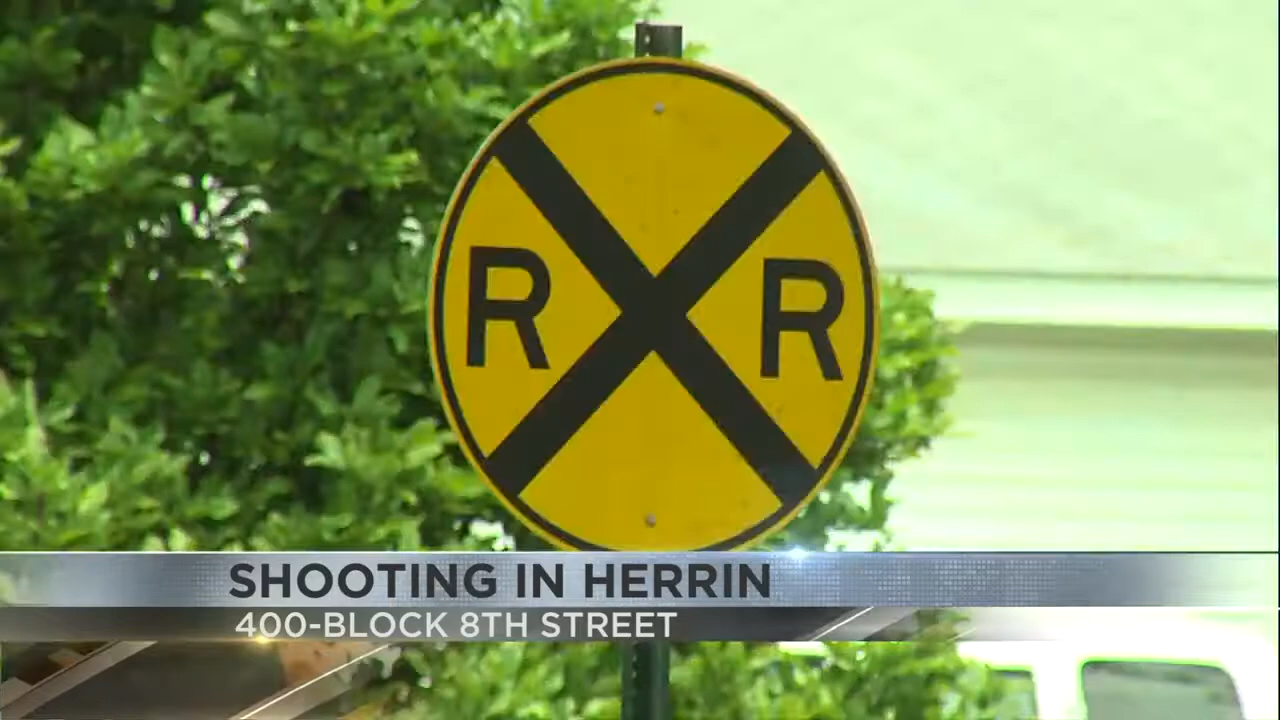 R R
SHOOTING IN HERRIN
400-BLOCK 8TH STREET